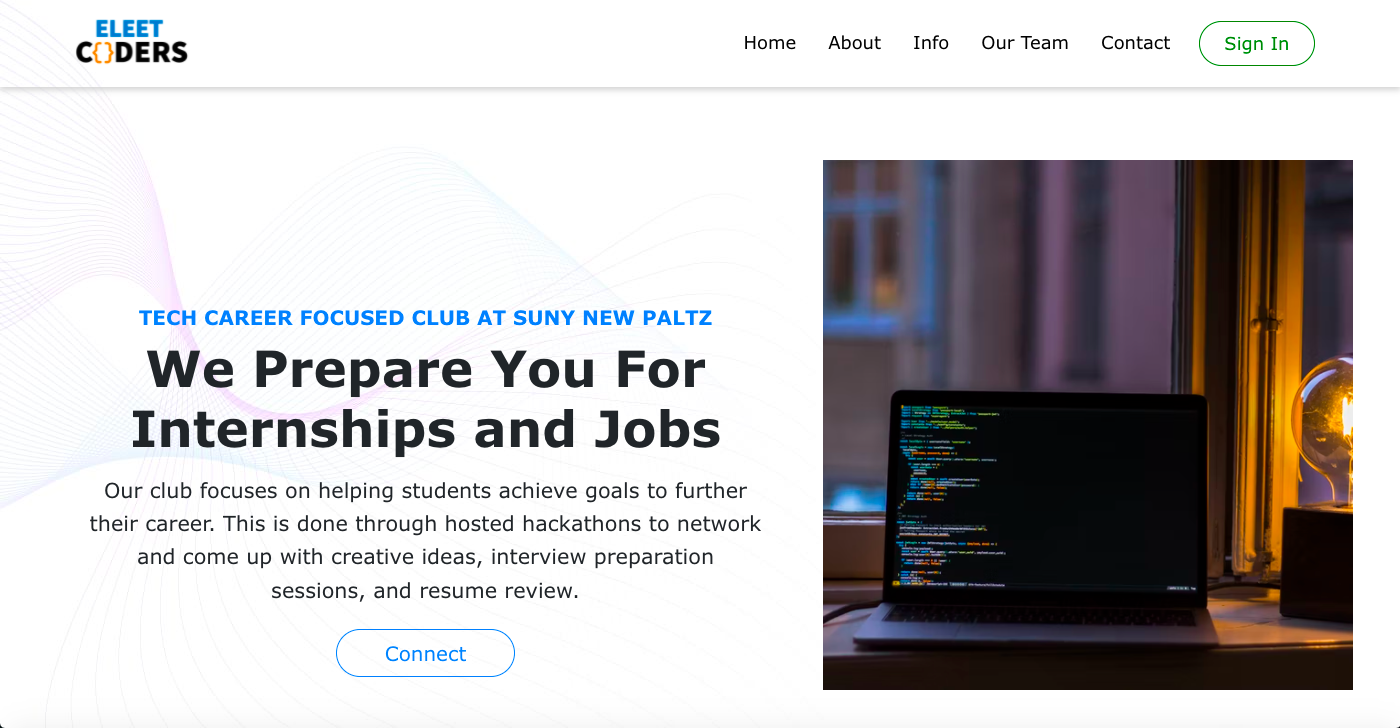 ELEET
C{}DERS
Home About Info Our Team Contact Sign In
TECH CAREER FOCUSED CLUB AT SUNY NEW PALTZ
We Prepare You For
Internships and Jobs
Our club focuses on helping students achieve goals to further
their career. This is done through hosted hackathons to network
and come up with creative ideas, interview preparation
sessions, and resume review.
Connect